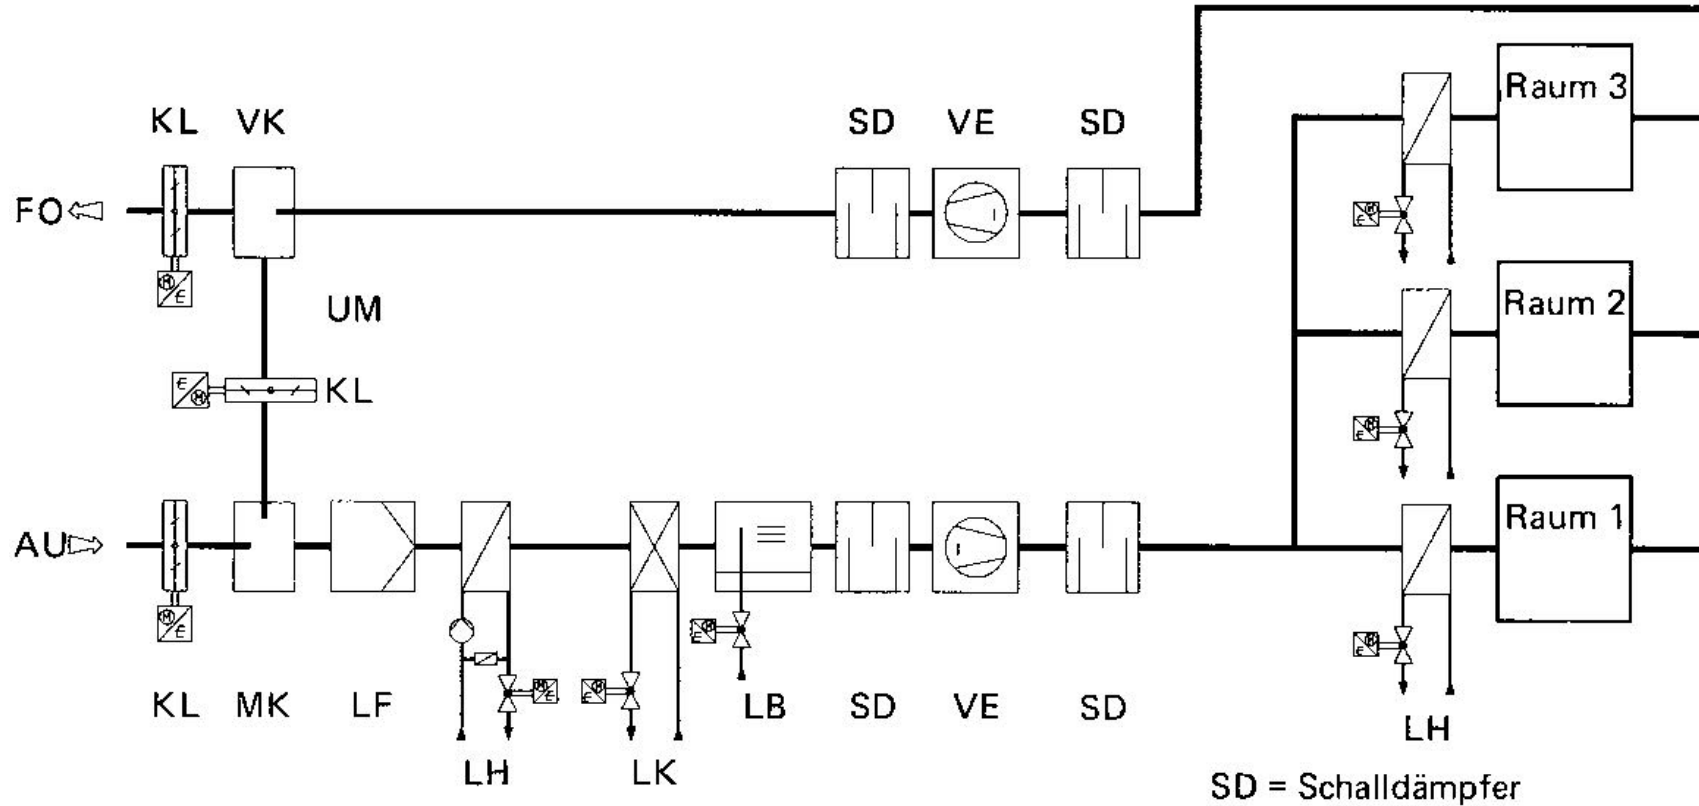 Raum 3
KL VK SD VE SD
FO
UM
Raum 2
KL
Raum 1
AU
KL MK LF LB SD VE SD
LH LK
LH
SD = Schalldämpfer